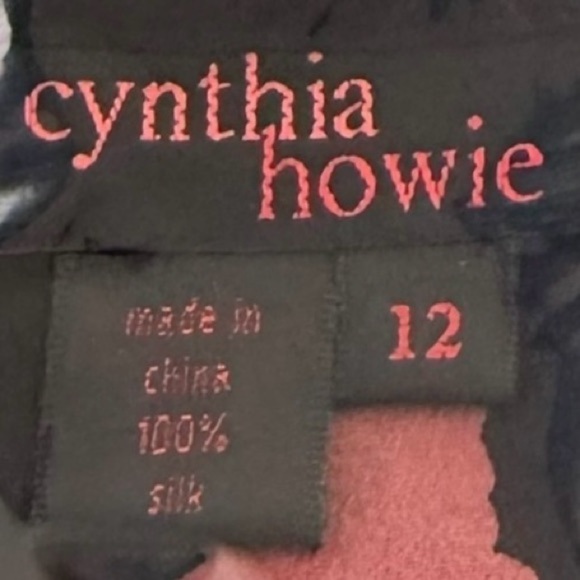 cynthia
howie
made in
china
100%
silk
12